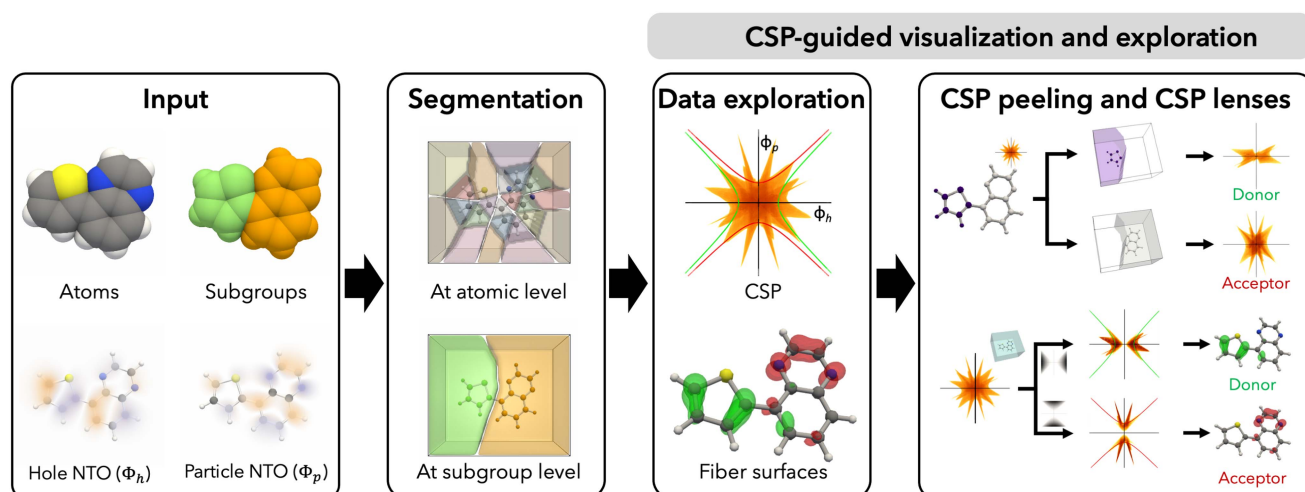 CSP-guided visualization and exploration
Input
Atoms
Subgroups
Hole NTO (Φh)
Particle NTO (Φp)
Segmentation
At atomic level
At subgroup level
Data exploration
Φp
Φh
CSP
Fiber surfaces
CSP peeling and CSP lenses
Donor
Acceptor
Donor
Acceptor